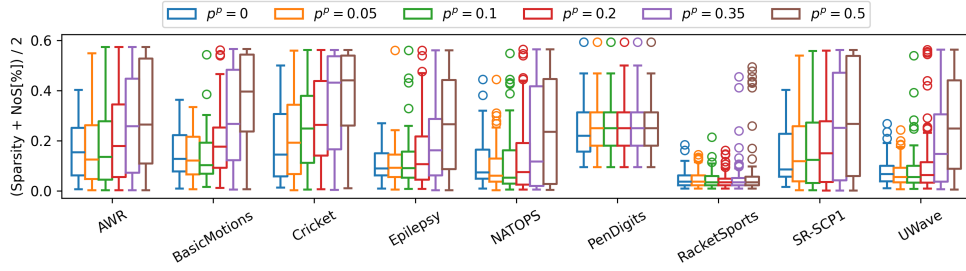 p^p = 0 p^p = 0.05 p^p = 0.1 p^p = 0.2 p^p = 0.35 p^p = 0.5
(Sparsity + NoS[%]) / 2
0.6
0.4
0.2
0.0
AWR BasicMotions Cricket Epilepsy NATOPS PenDigits RacketSports SR-SCP1 UWave